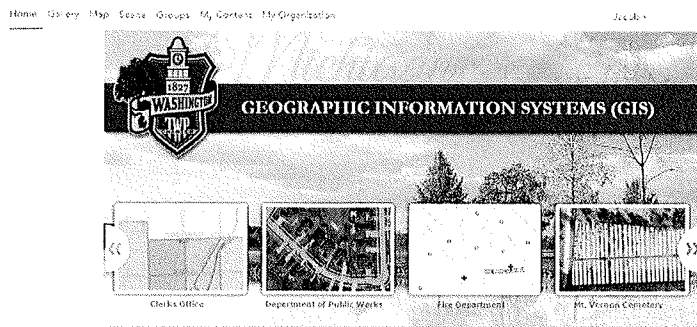 Home Gallery Map Scene Groups My Content My Organization
Jacob
1827
WASHINGTON
TWP
GEOGRAPHIC INFORMATION SYSTEMS (GIS)
Clerks Office
Department of Public Works
Fire Department
Mt. Vernon Cemetery